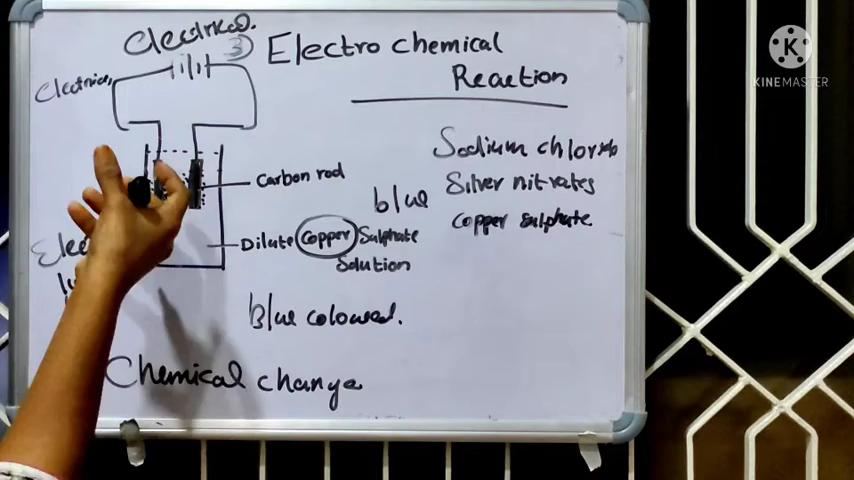 Electrical.
3 Electro chemical
Reaction
Sodium chloride
Silver nitrates
copper sulphate
Carbon rod
blue
Dilute Copper Sulphate
Solution
Blue coloured.
Chemical change
K
KINEMASTER